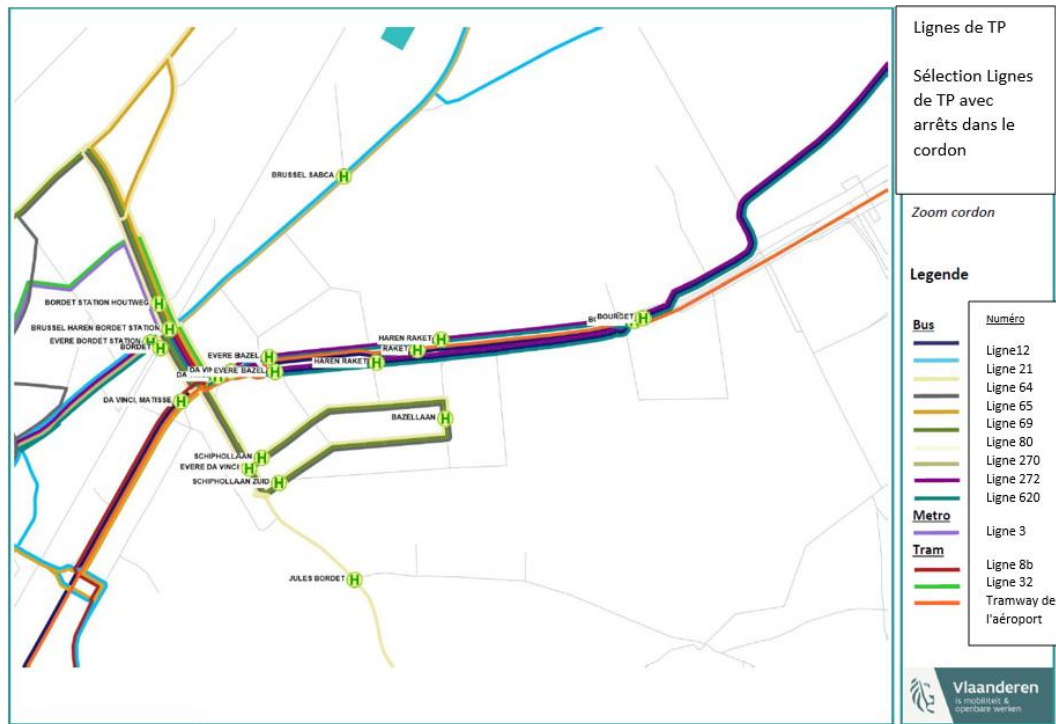 Lignes de TP
Sélection Lignes
de TP avec
arrêts dans le
cordon
Zoom cordon
Legende
Bus
Numéro
Ligne12
Ligne 21
Ligne 64
Ligne 65
Ligne 69
Ligne 80
Ligne 270
Ligne 272
Ligne 620
Metro
Ligne 3
Tram
Ligne 8b
Ligne 32
Tramway de
l'aéroport
Vlaanderen
is mobiliteit &
openbare werken
BRUSSEL SABCA
BORDET STATION HOUTWEG
BRUSSEL HAREN BORDET STATION
EVERE BORDET STATION
BORDET
EVERE BAZEL
DA VINCI
EVERE BAZEL
HAREN RAKET
RAKET
HAREN RAKET
BOURGET
DA VINCI, MATISSE
BAZELLAAN
SCHIPHOLLAAN
EVERE DA VINCI
SCHIPHOLLAAN ZUID
JULES BORDET